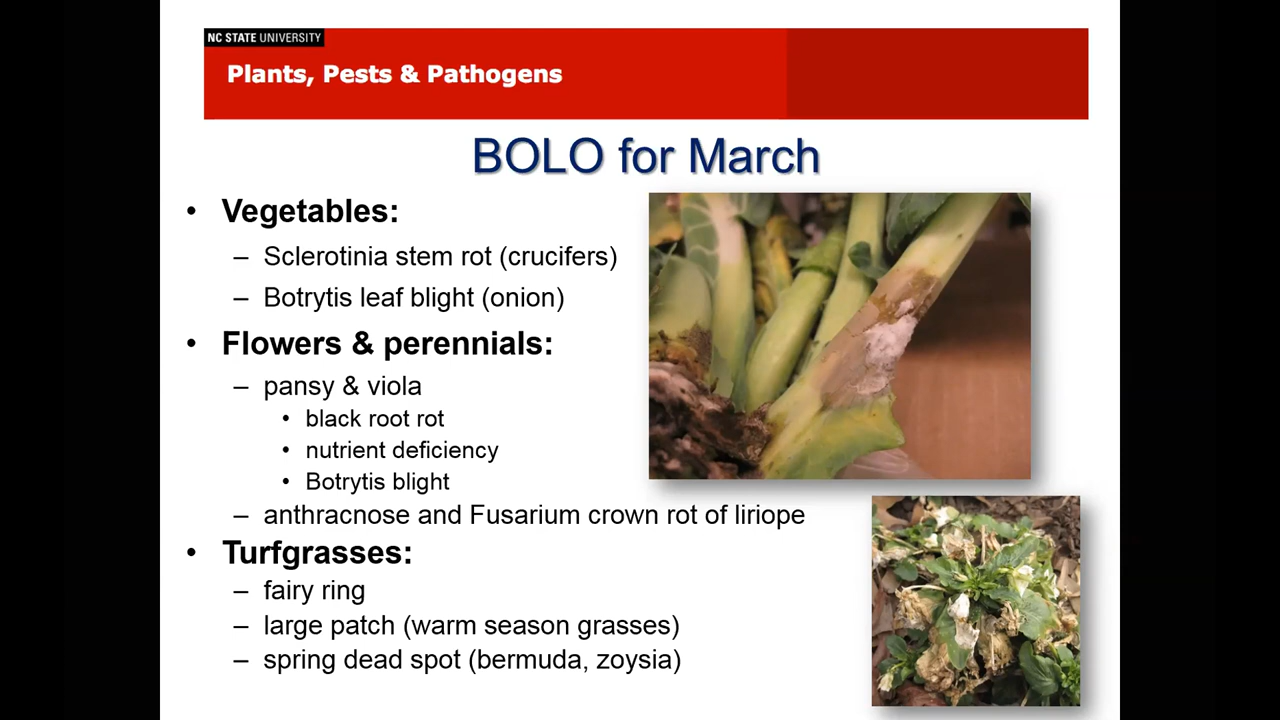 NC STATE UNIVERSITY
Plants, Pests & Pathogens
BOLO for March
• Vegetables:
– Sclerotinia stem rot (crucifers)
– Botrytis leaf blight (onion)
• Flowers & perennials:
– pansy & viola
• black root rot
• nutrient deficiency
• Botrytis blight
– anthracnose and Fusarium crown rot of liriope
• Turfgrasses:
– fairy ring
– large patch (warm season grasses)
– spring dead spot (bermuda, zoysia)